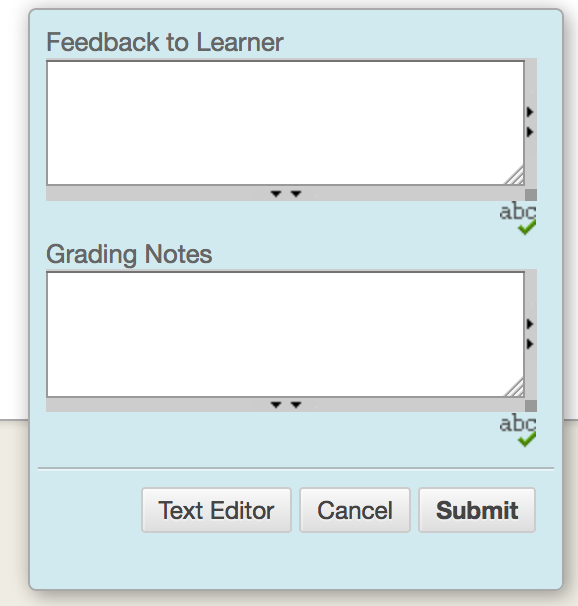 Feedback to Learner
abc
Grading Notes
abc
Text Editor Cancel Submit